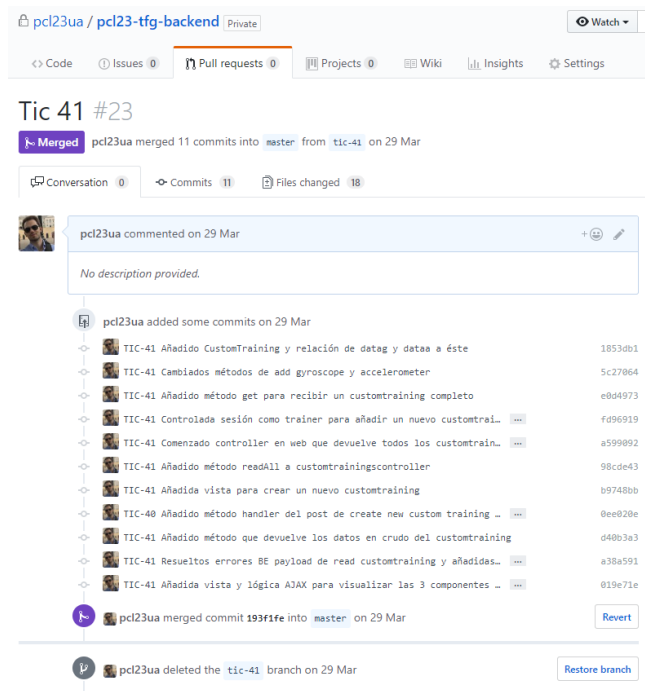 pcl23ua / pcl23-tfg-backend Private Watch
Code Issues 0 Pull requests 0 Projects 0 Wiki Insights Settings
Tic 41 #23
Merged pcl23ua merged 11 commits into master from tic-41 on 29 Mar
Conversation 0 Commits 11 Files changed 18
pcl23ua commented on 29 Mar
No description provided.
pcl23ua added some commits on 29 Mar
TIC-41 Añadido CustomTraining y relación de datag y dataa a éste 1853db1
TIC-41 Cambiados métodos de add gyroscope y accelerometer 5c27064
TIC-41 Añadido método get para recibir un customtraining completo e0d4973
TIC-41 Controlada sesión como trainer para añadir un nuevo customtrai… … fd96919
TIC-41 Comenzado controller en web que devuelve todos los customtrain… … a599092
TIC-41 Añadido método readAll a customtrainingscontroller 98cde43
TIC-41 Añadida vista para crear un nuevo customtraining b9748bb
TIC-40 Añadido método handler del post de create new custom training … … 0ee020e
TIC-41 Añadido método que devuelve los datos en crudo del customtraining d40b3a3
TIC-41 Resueltos errores BE payload de read customtraining y añadidas… … a38a591
TIC-41 Añadida vista y lógica AJAX para visualizar las 3 componentes … … 019e71e
pcl23ua merged commit 193f1fe into master on 29 Mar Revert
pcl23ua deleted the tic-41 branch on 29 Mar Restore branch